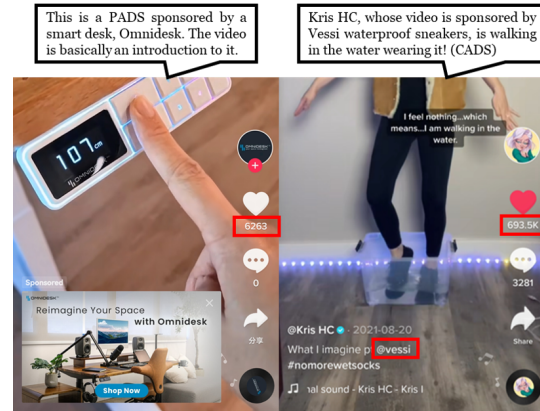 This is a PADS sponsored by a
smart desk, Omnidesk. The video
is basically an introduction to it.
Kris HC, whose video is sponsored by
Vessi waterproof sneakers, is walking
in the water wearing it! (CADS)
107 cm
OMNIDESK
6263
0
分享
Sponsored
OMNIDESK
Reimagine Your Space
with Omnidesk
Shop Now
I feel nothing...which
means...I am walking in the
water.
693.5K
3281
Share
@Kris HC · 2021-08-20
What I imagine p @vessi
#nomorewetsocks
nal sound - Kris HC - Kris I